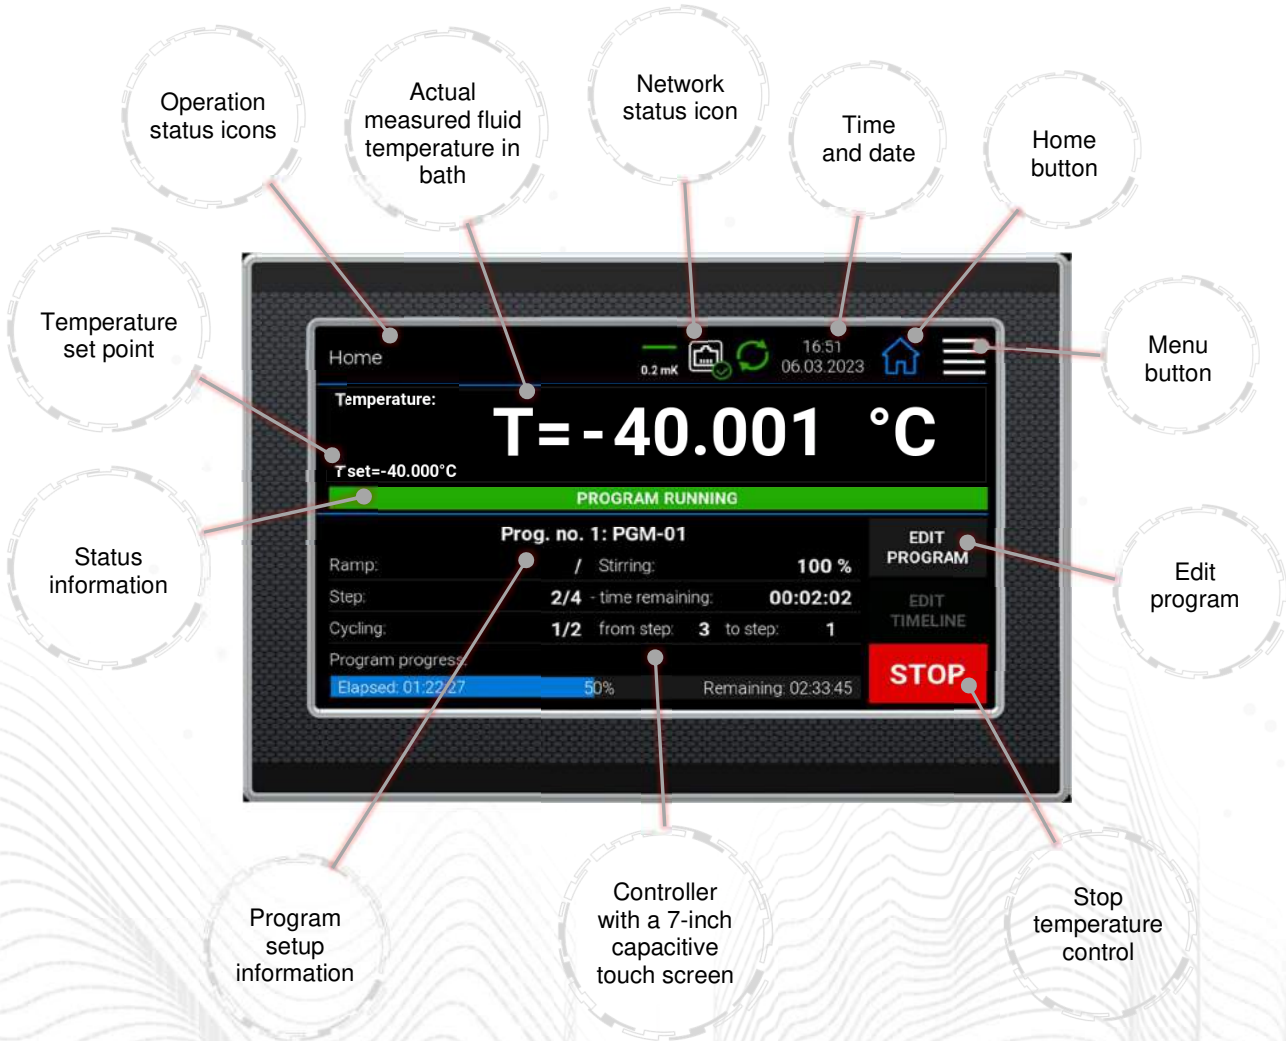 Operation
status icons
Actual
measured fluid
temperature in
bath
Network
status icon
Time
and date
Home
button
Temperature
set point
Menu
button
Status
information
Edit
program
Home
0.2 mK
16:51
06.03.2023
Temperature:
T=-40.001 °C
Tset=-40.000°C
PROGRAM RUNNING
Prog. no. 1: PGM-01
Ramp: / Stirring: 100 %
Step: 2/4 - time remaining: 00:02:02
Cycling: 1/2 from step: 3 to step: 1
Program progress:
Elapsed: 01:22:27 50% Remaining: 02:33:45
EDIT
PROGRAM
EDIT
TIMELINE
STOP
Program
setup
information
Controller
with a 7-inch
capacitive
touch screen
Stop
temperature
control